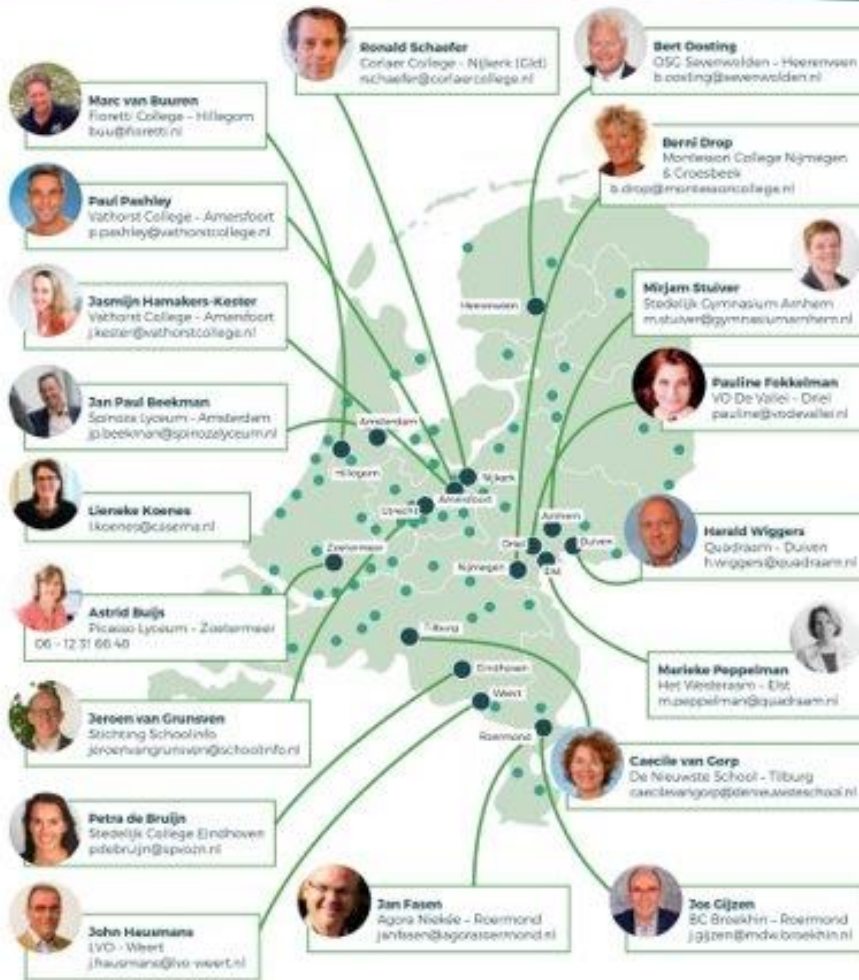 Ronald Schaefer
Corlaer College - Nijkerk (Gld)
rschaefer@corlaercollege.nl
Bert Oosting
OSG Sevenwolden - Heerenveen
b.oosting@sevenwolden.nl
Marc van Buuren
Fioretti College - Hillegom
buu@fioretti.nl
Berni Drop
Montessori College Nijmegen
& Groesbeek
b.drop@montessoricollege.nl
Paul Pashley
Vathorst College - Amersfoort
p.pashley@vathorstcollege.nl
Mirjam Stuiver
Stedelijk Gymnasium Arnhem
m.stuiver@gymnasiumarnhem.nl
Jasmijn Hamakers-Kester
Vathorst College - Amersfoort
j.kester@vathorstcollege.nl
Pauline Fokkelman
VO De Vallei - Driel
pauline@vodevallei.nl
Jan Paul Beekman
Spinoza Lyceum - Amsterdam
jp.beekman@spinozalyceum.nl
Lieneke Koenes
l.koenes@casema.nl
Harald Wiggers
Quadraam - Duiven
h.wiggers@quadraam.nl
Astrid Buijs
Picasso Lyceum - Zoetermeer
06 - 12 31 66 48
Marieke Peppelman
Het Westeraam - Elst
m.peppelman@quadraam.nl
Jeroen van Grunsven
Stichting Schoolinfo
jeroenvangrunsven@schoolinfo.nl
Caecile van Gorp
De Nieuwste School - Tilburg
caecilevangorp@denieuwsteschool.nl
Petra de Bruijn
Stedelijk College Eindhoven
pdebruijn@spvozn.nl
John Hausmans
LVO - Weert
j.hausmans@lvo-weert.nl
Jan Fasen
Agora Niekée - Roermond
janfasen@agoraroermond.nl
Jos Gijzen
BC Broekhin - Roermond
j.gijzen@mdw.broekhin.nl
Heerenveen
Amsterdam
Hillegom
Nijkerk
Amersfoort
Utrecht
Arnhem
Zoetermeer
Driel
Duiven
Nijmegen
Elst
Tilburg
Eindhoven
Weert
Roermond